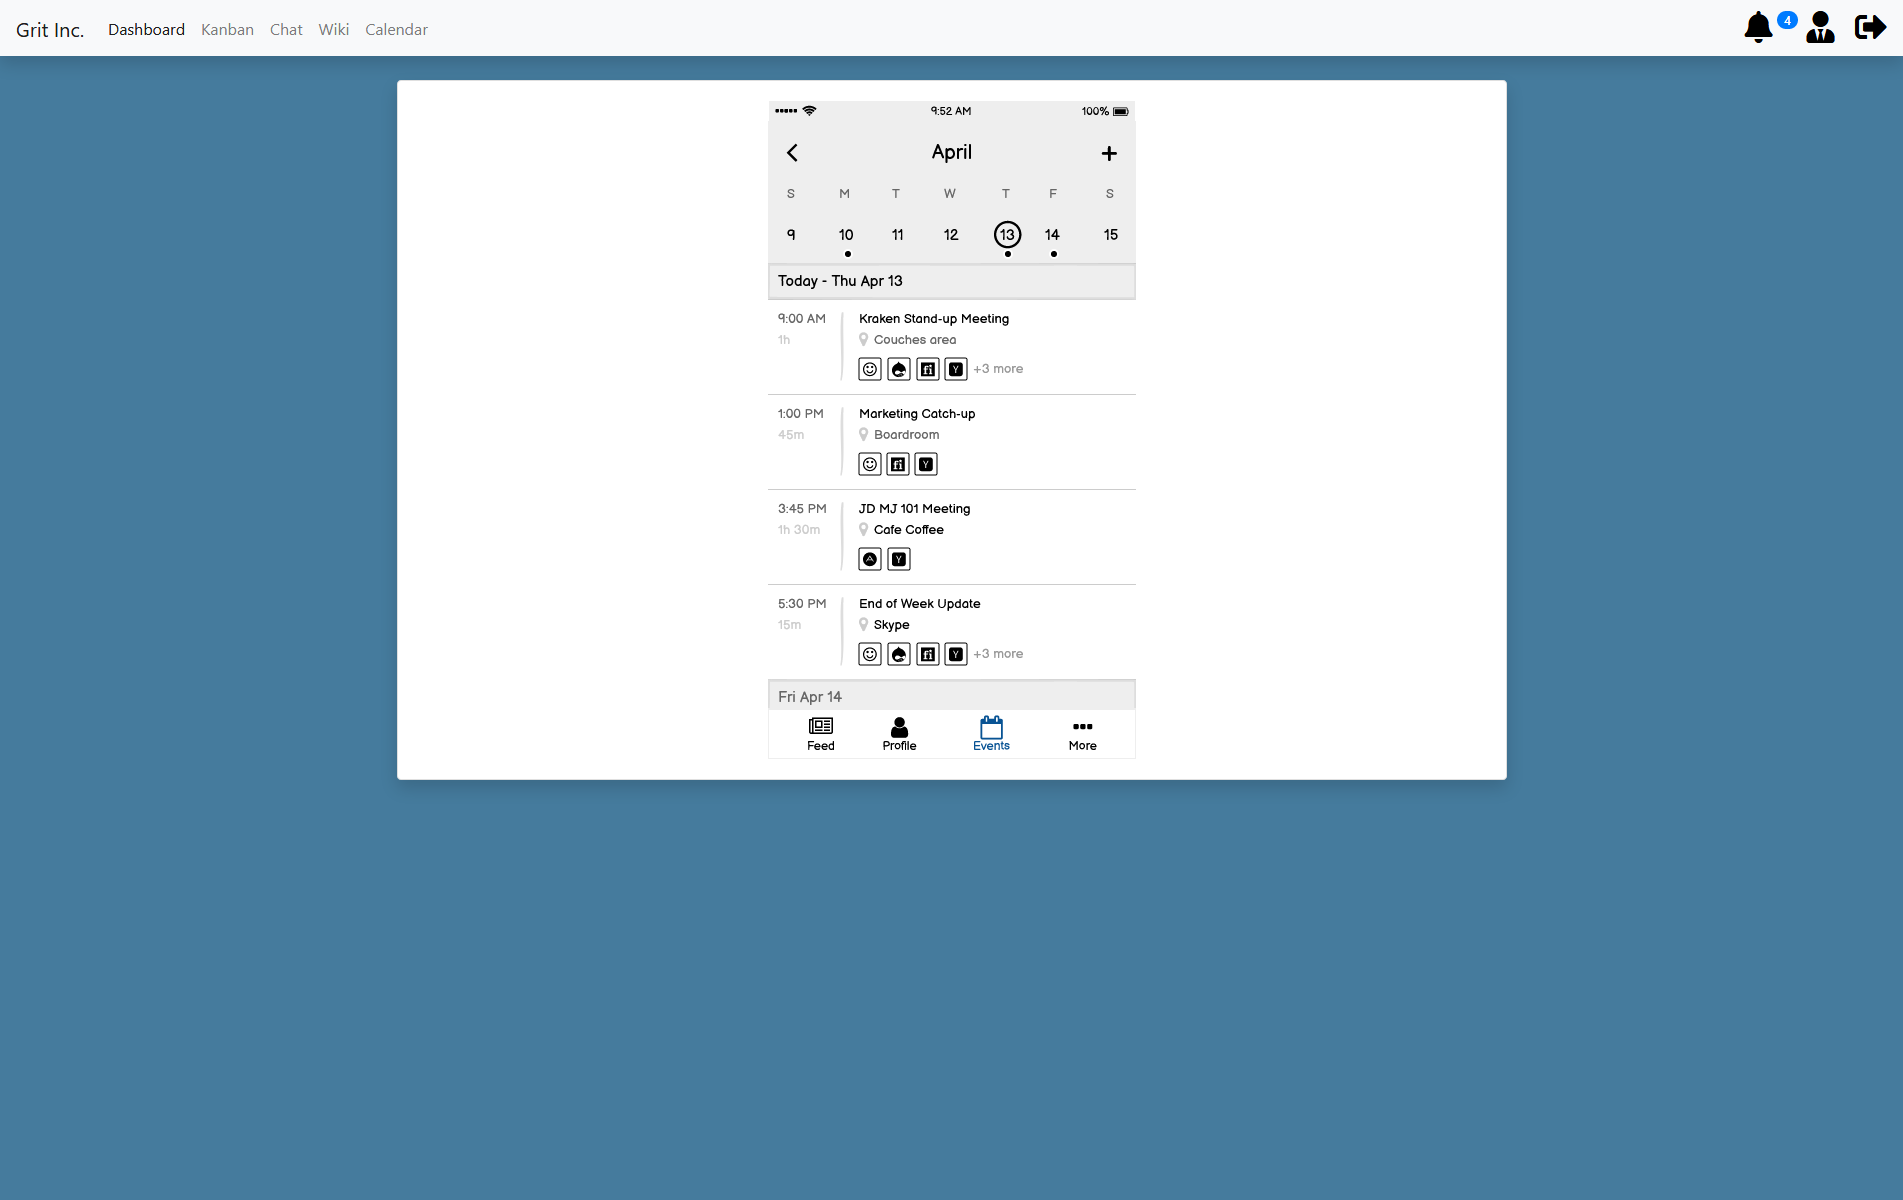 Grit Inc. Dashboard Kanban Chat Wiki Calendar 4
9:52 AM 100%
April
S M T W T F S
9 10 11 12 13 14 15
Today - Thu Apr 13
9:00 AM Kraken Stand-up Meeting
1h Couches area
fi Y +3 more
1:00 PM Marketing Catch-up
45m Boardroom
fi Y
3:45 PM JD MJ 101 Meeting
1h 30m Cafe Coffee
Y
5:30 PM End of Week Update
15m Skype
fi Y +3 more
Fri Apr 14
Feed Profile Events More